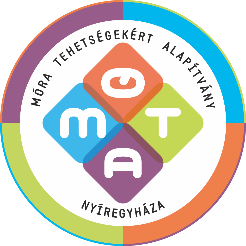 MÓRA TEHETSÉGEKÉRT ALAPÍTVÁNY
O
M T
A
NYÍREGYHÁZA